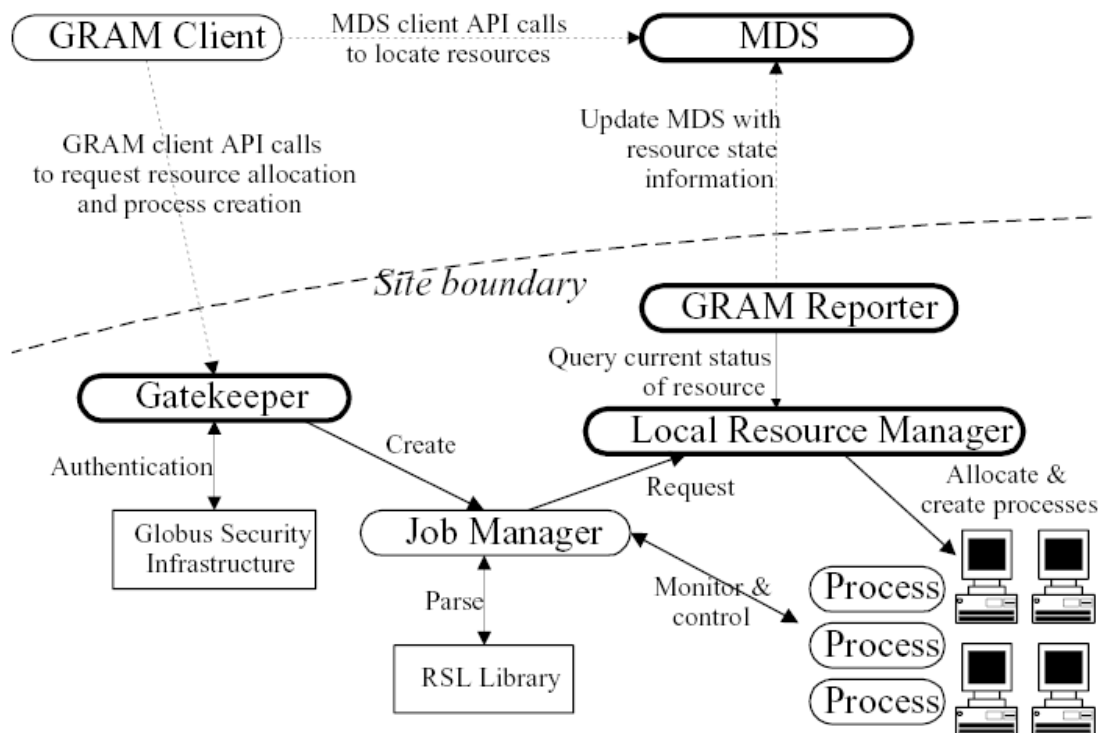 GRAM Client
MDS client API calls
to locate resources
MDS
GRAM client API calls
to request resource allocation
and process creation
Update MDS with
resource state
information
Site boundary
GRAM Reporter
Query current status
of resource
Gatekeeper
Local Resource Manager
Authentication
Create
Request
Allocate &
create processes
Globus Security
Infrastructure
Job Manager
Monitor &
control
Parse
RSL Library
Process
Process
Process